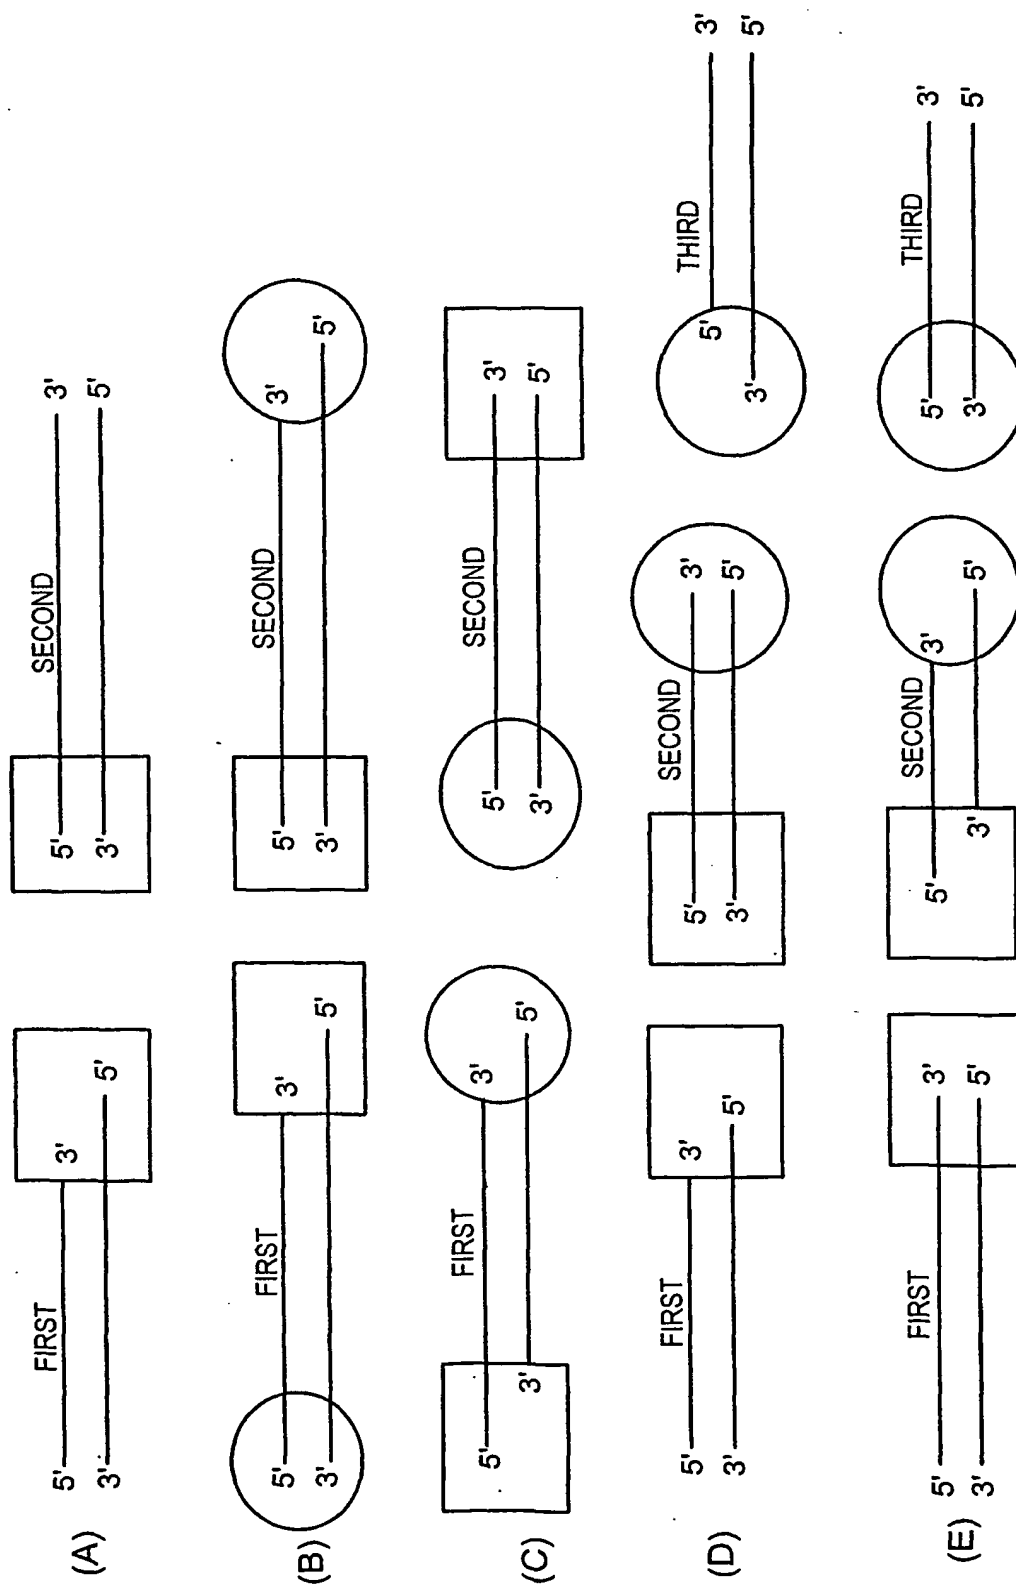 (A)
FIRST
SECOND
5' 3' 5' 3'
3' 5' 3' 5'
(B)
FIRST
SECOND
5' 3' 5' 3'
3' 5' 3' 5'
(C)
FIRST
SECOND
5' 3' 5' 3'
3' 5' 3' 5'
(D)
FIRST
SECOND
THIRD
5' 3' 5' 3' 5' 3'
3' 5' 3' 5' 3' 5'
(E)
FIRST
SECOND
THIRD
5' 3' 5' 3' 5' 3'
3' 5' 3' 5' 3' 5'